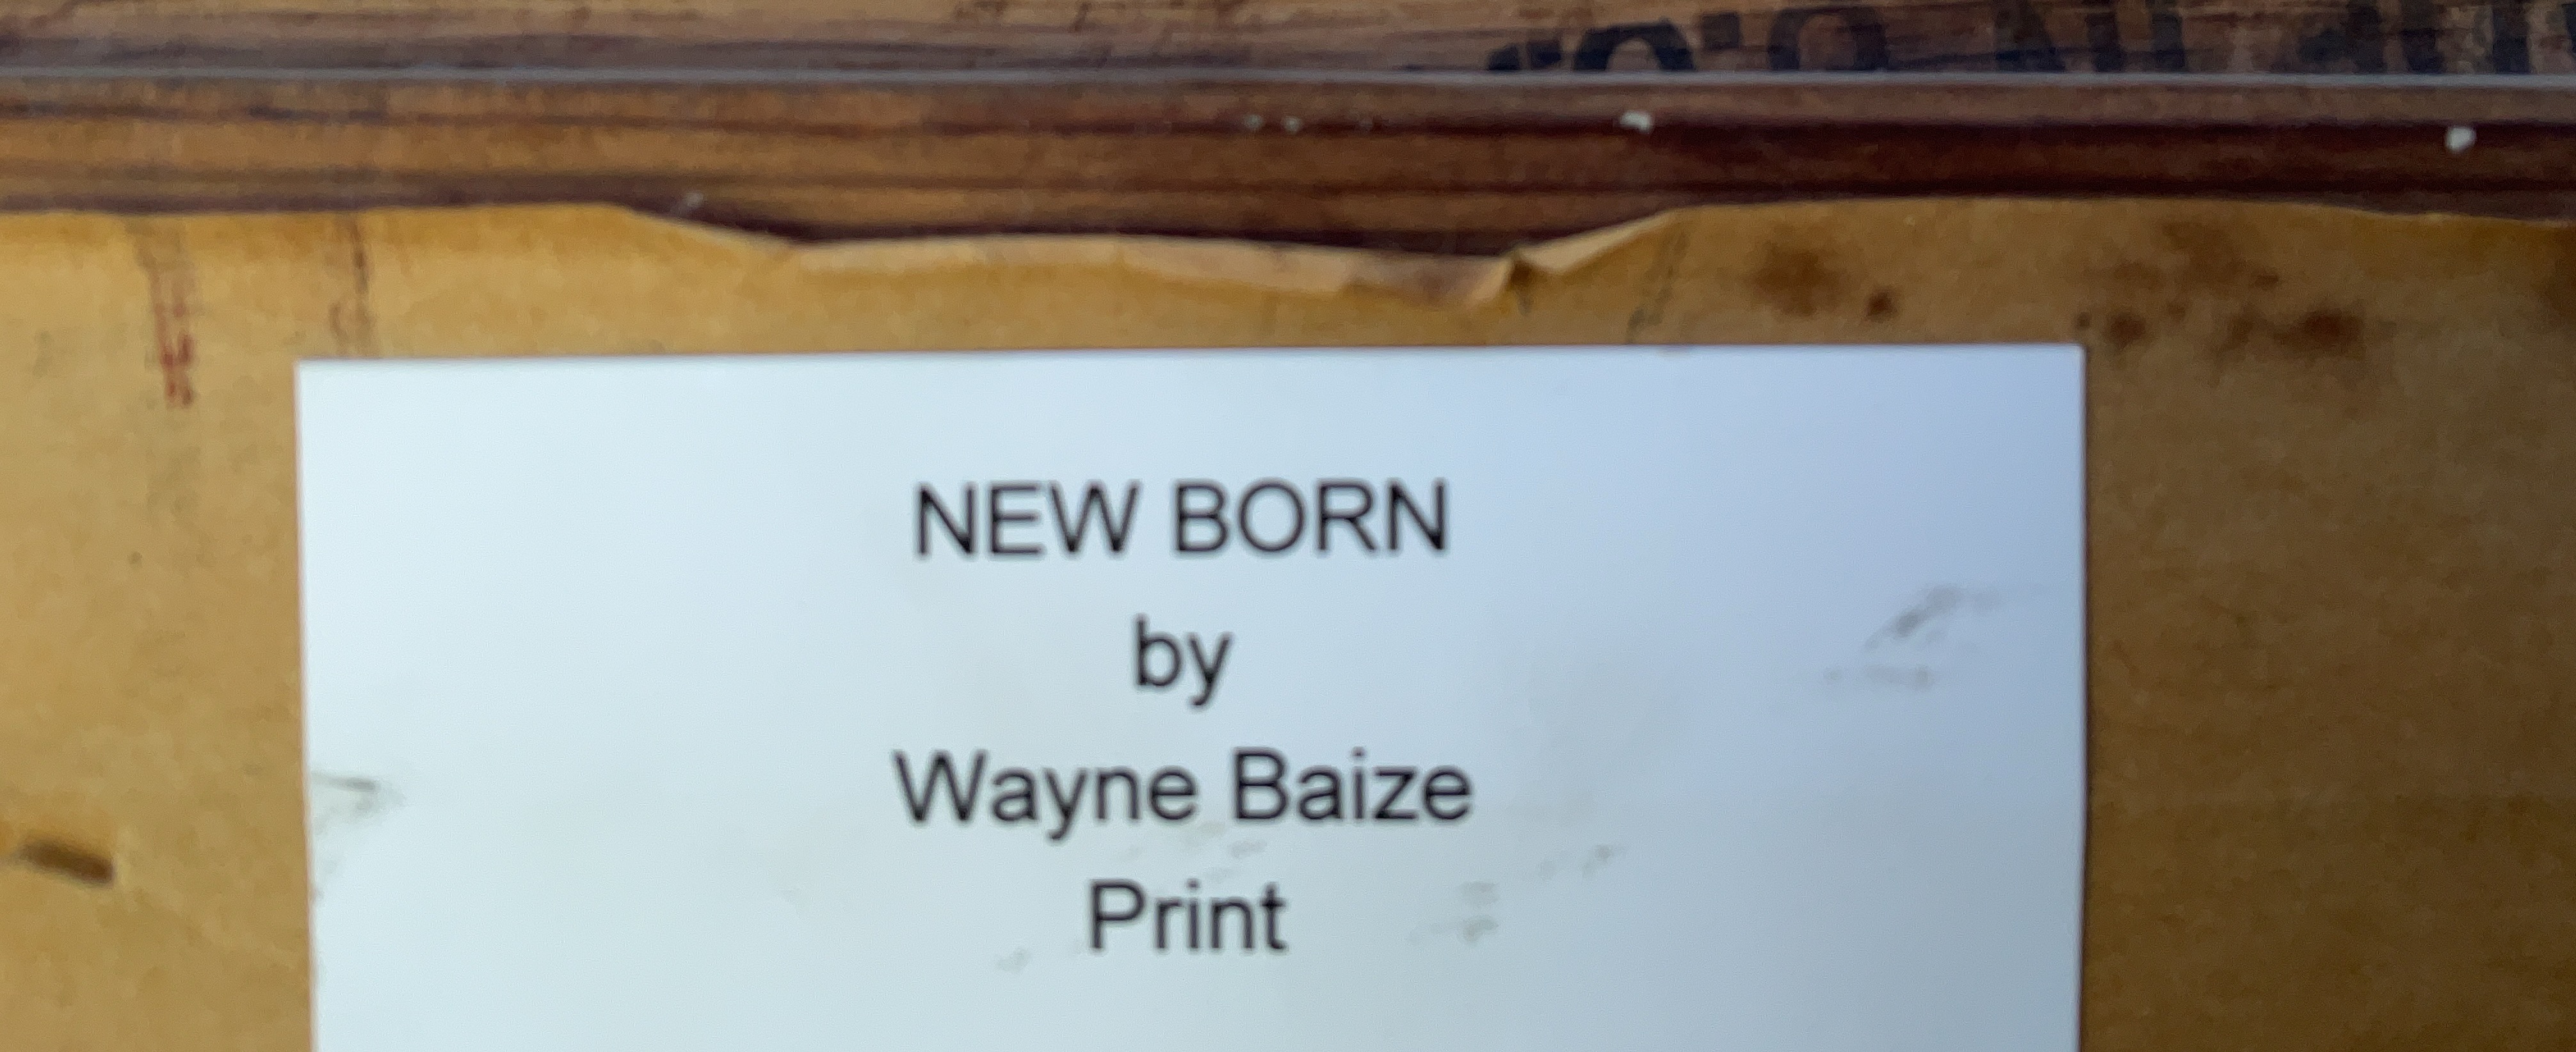 NEW BORN
by
Wayne Baize
Print